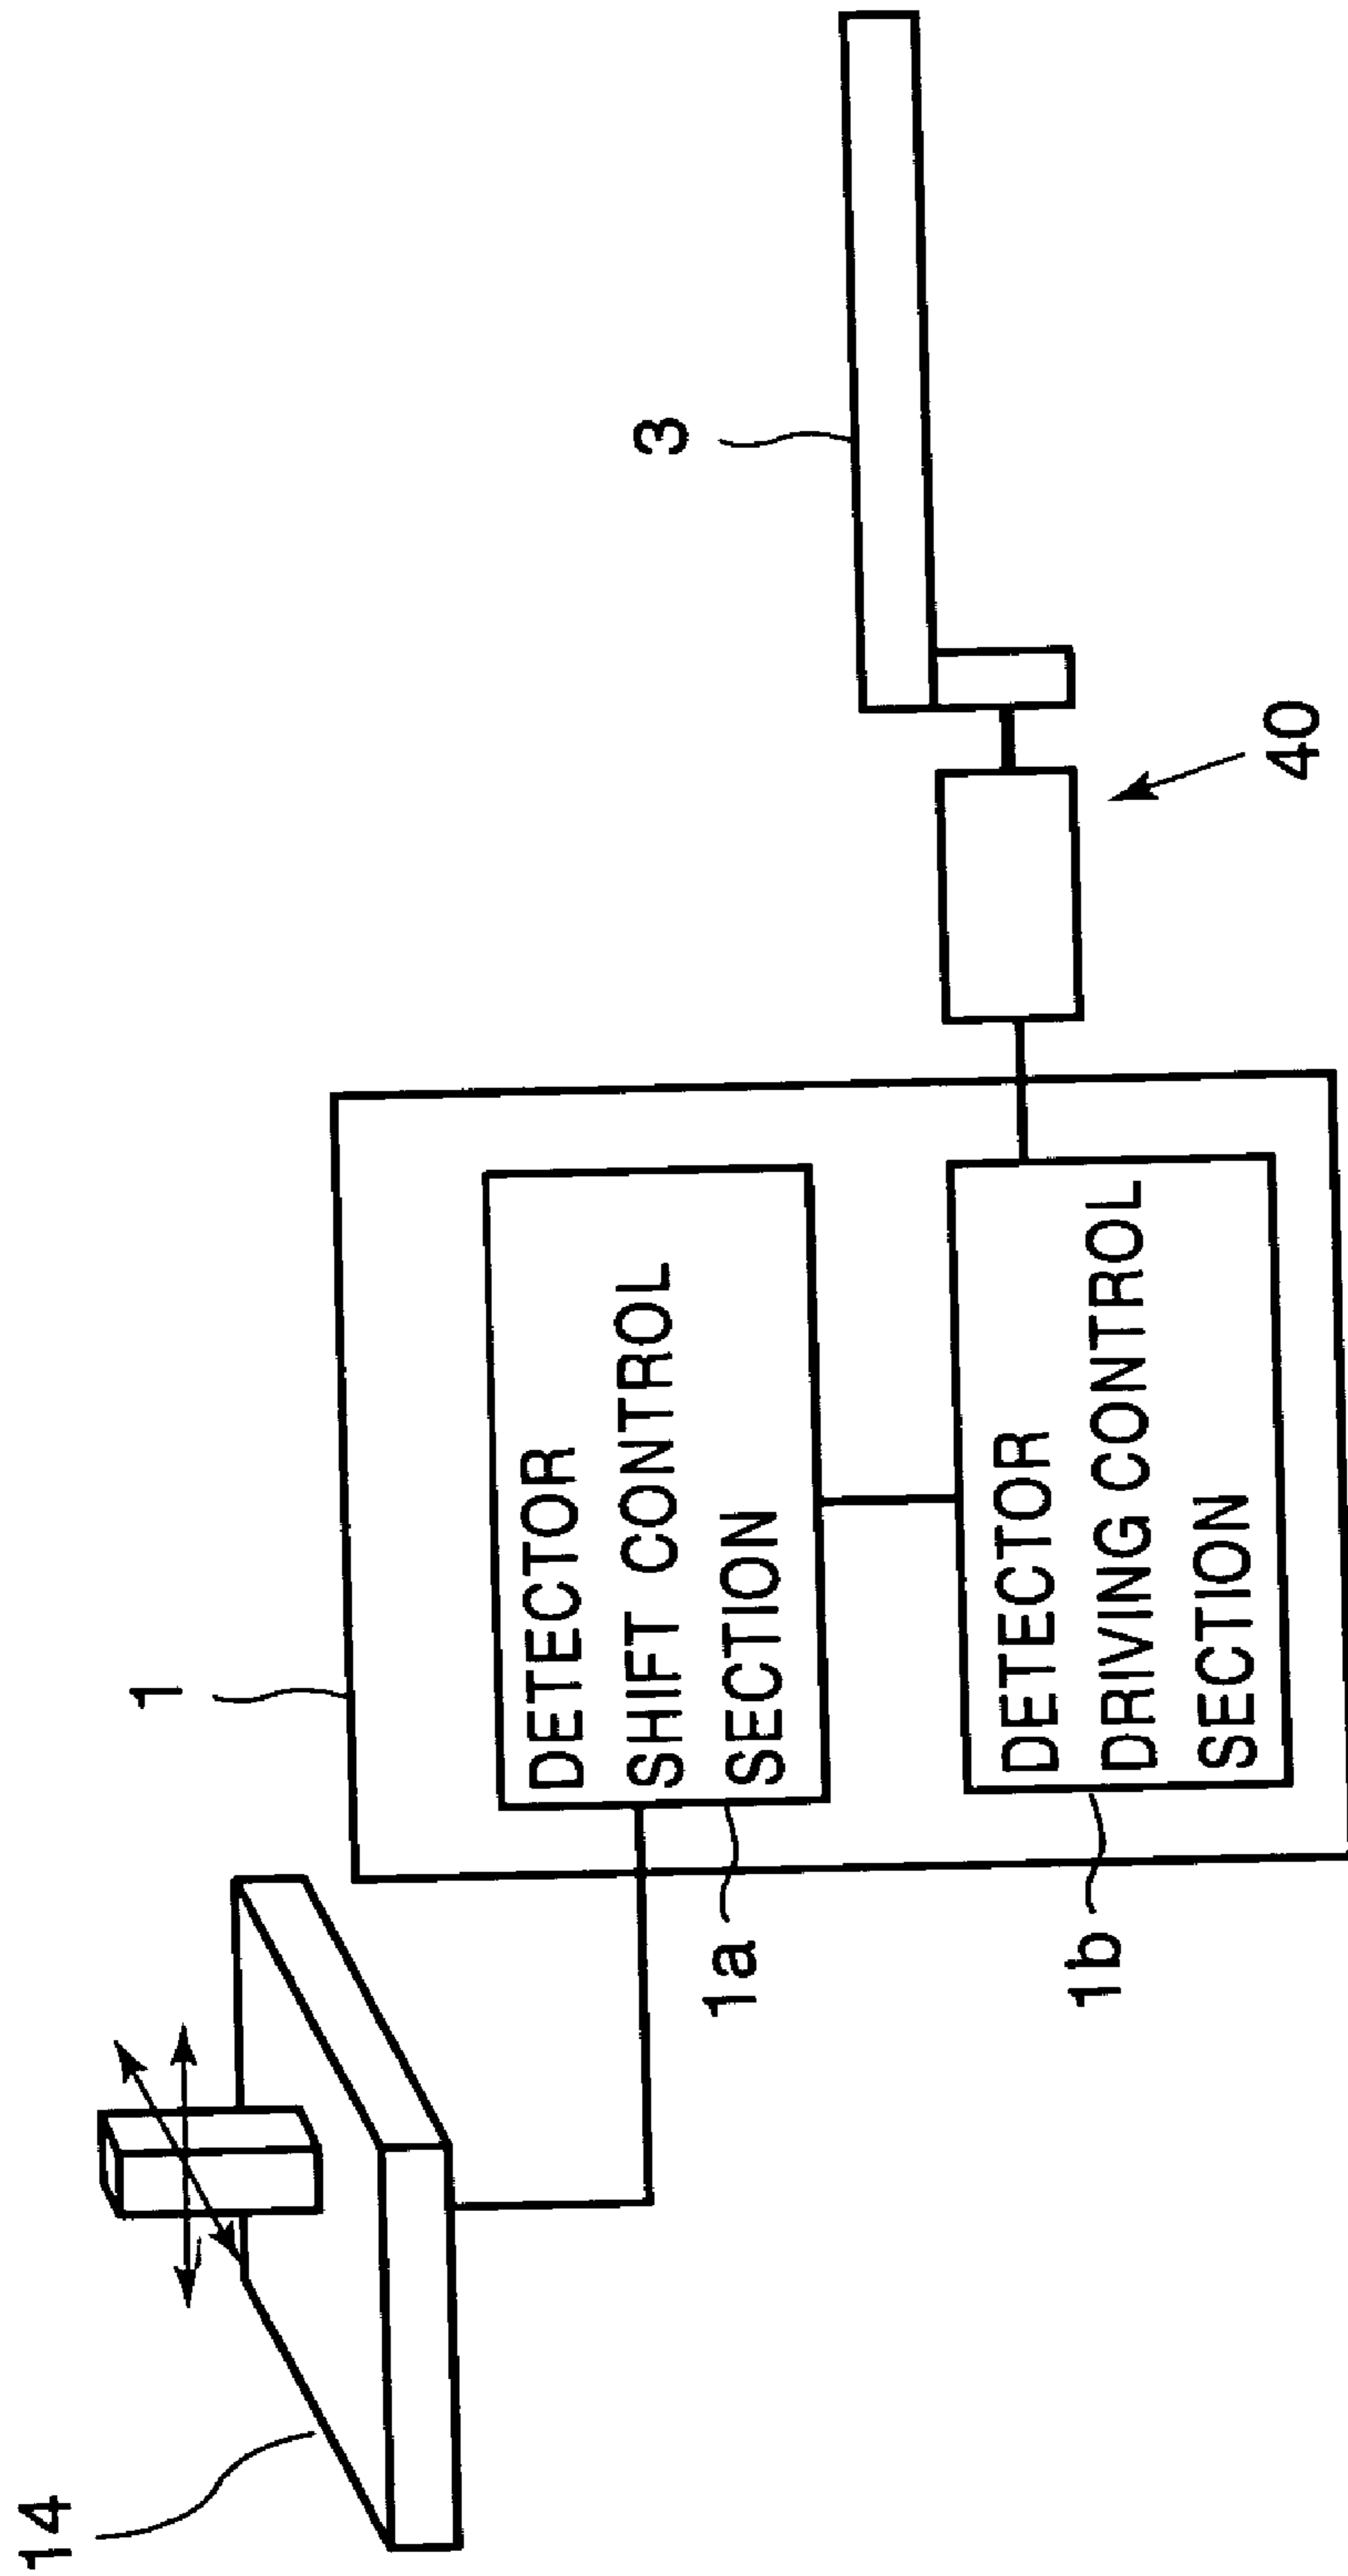 14
1
3
DETECTOR
SHIFT CONTROL
SECTION
1a
DETECTOR
DRIVING CONTROL
SECTION
1b
40